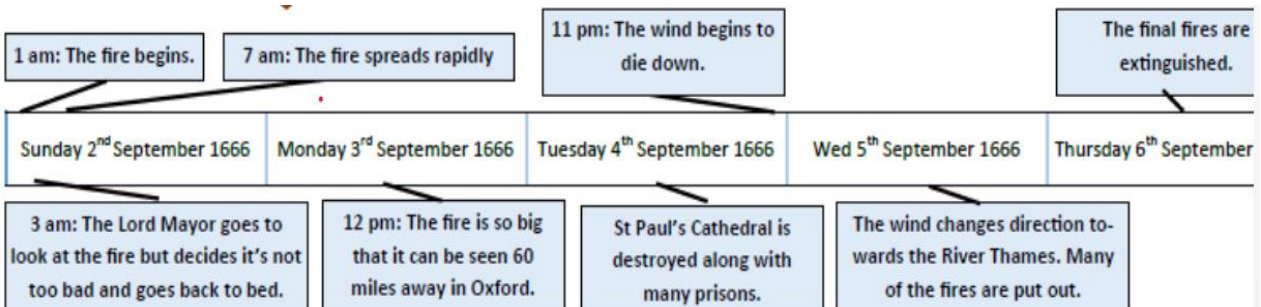 1 am: The fire begins.
7 am: The fire spreads rapidly
11 pm: The wind begins to
die down.
The final fires are
extinguished.
Sunday 2nd September 1666
Monday 3rd September 1666
Tuesday 4th September 1666
Wed 5th September 1666
Thursday 6th September
3 am: The Lord Mayor goes to
look at the fire but decides it's not
too bad and goes back to bed.
12 pm: The fire is so big
that it can be seen 60
miles away in Oxford.
St Paul's Cathedral is
destroyed along with
many prisons.
The wind changes direction to-
wards the River Thames. Many
of the fires are put out.